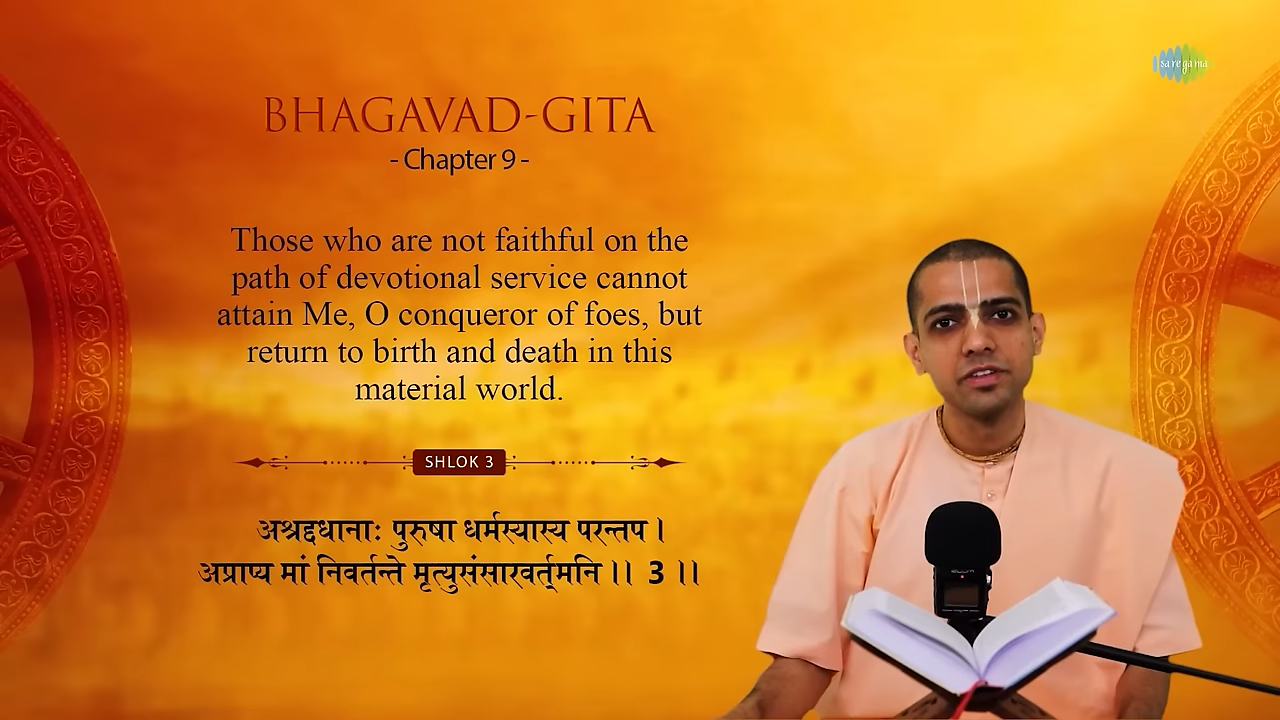 saregama
BHAGAVAD-GITA
- Chapter 9 -
Those who are not faithful on the
path of devotional service cannot
attain Me, O conqueror of foes, but
return to birth and death in this
material world.
SHLOK 3
अश्रद्दधानाः पुरुषा धर्मस्यास्य परन्तप ।
अप्राप्य मां निवर्तन्ते मृत्युसंसारवर्त्मनि ।। 3 ।।